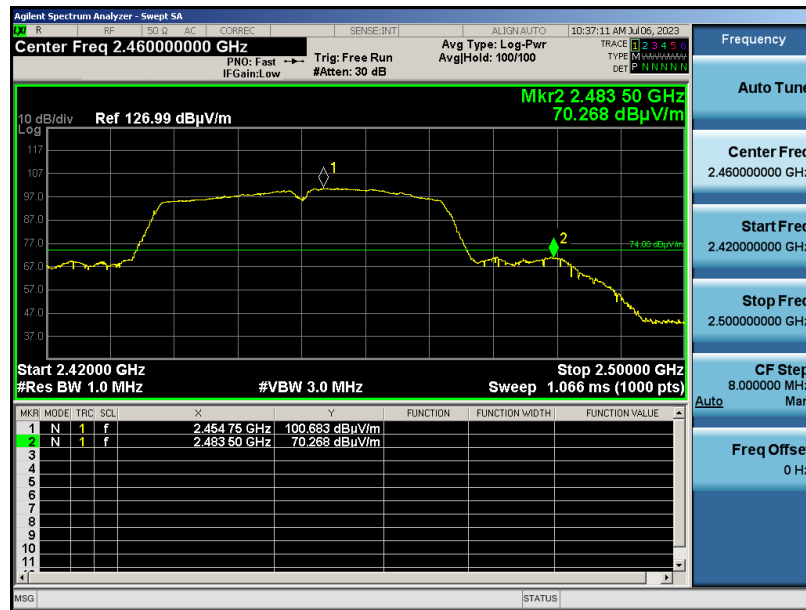 Agilent Spectrum Analyzer - Swept SA
LXI R RF 50 Ω AC CORREC SENSE:INT ALIGN AUTO 10:37:11 AM Jul 06, 2023
Center Freq 2.460000000 GHz
PNO: Fast
IFGain:Low
Trig: Free Run
#Atten: 30 dB
Avg Type: Log-Pwr
Avg|Hold: 100/100
TRACE 1 2 3 4 5 6
TYPE M
DET P N N N N N
Mkr2 2.483 50 GHz
70.268 dBµV/m
10 dB/div Ref 126.99 dBµV/m
Log
117
107
97.0
87.0
77.0
67.0
57.0
47.0
37.0
1
2
74.00 dBµV/m
Start 2.42000 GHz Stop 2.50000 GHz
#Res BW 1.0 MHz #VBW 3.0 MHz Sweep 1.066 ms (1000 pts)
MKR MODE TRC SCL X Y FUNCTION FUNCTION WIDTH FUNCTION VALUE
1 N 1 f 2.454 75 GHz 100.683 dBµV/m
2 N 1 f 2.483 50 GHz 70.268 dBµV/m
3
4
5
6
7
8
9
10
11
MSG STATUS
Frequency
Auto Tune
Center Freq
2.460000000 GHz
Start Freq
2.420000000 GHz
Stop Freq
2.500000000 GHz
CF Step
8.000000 MHz
Auto Man
Freq Offset
0 Hz